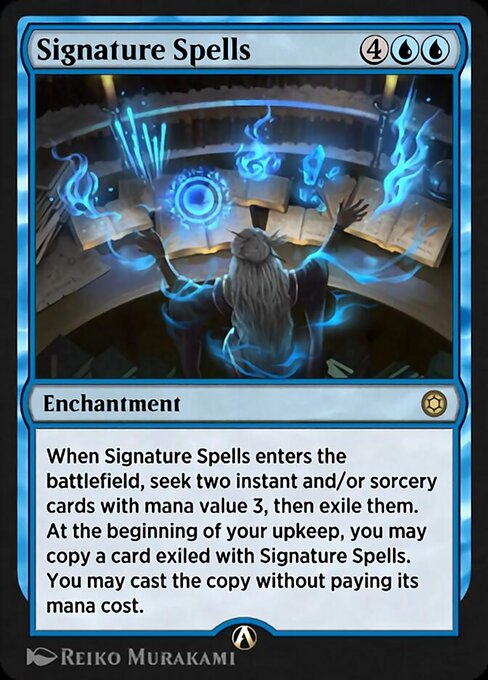 Signature Spells 4
Enchantment
When Signature Spells enters the
battlefield, seek two instant and/or sorcery
cards with mana value 3, then exile them.
At the beginning of your upkeep, you may
copy a card exiled with Signature Spells.
You may cast the copy without paying its
mana cost.
Reiko Murakami